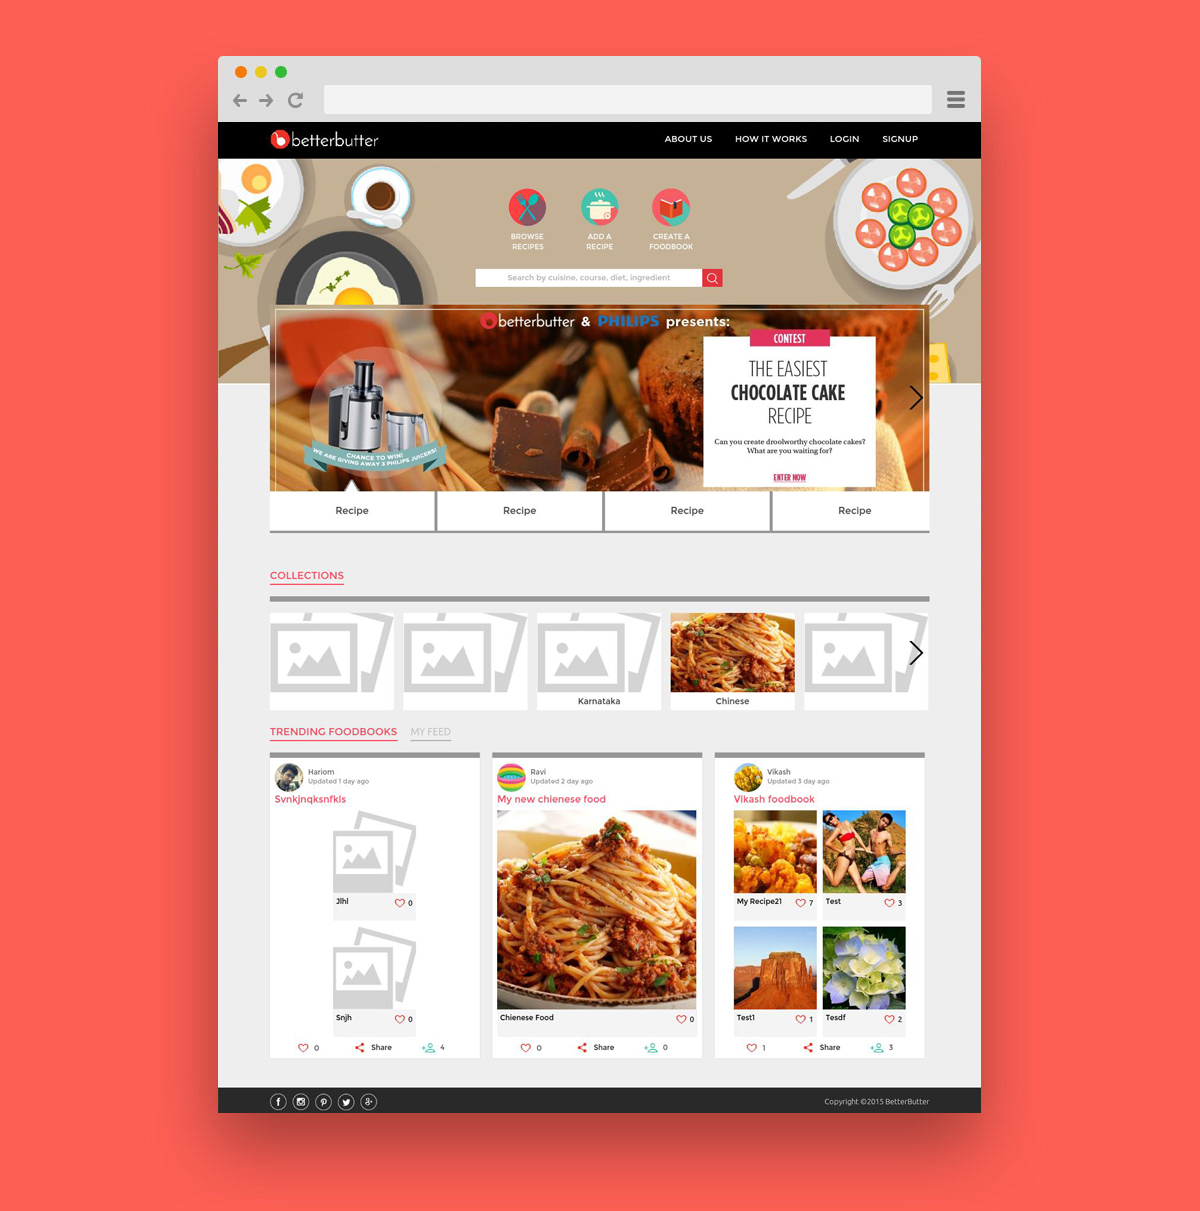 betterbutter
ABOUT US HOW IT WORKS LOGIN SIGNUP
BROWSE RECIPES
ADD A RECIPE
CREATE A FOODBOOK
Search by cuisine, course, diet, ingredient
betterbutter & PHILIPS presents:
CONTEST
THE EASIEST
CHOCOLATE CAKE
RECIPE
Can you create droolworthy chocolate cakes?
What are you waiting for?
ENTER NOW
CHANCE TO WIN!
WE ARE GIVING AWAY 3 PHILIPS JUICERS!
Recipe Recipe Recipe Recipe
COLLECTIONS
Karnataka Chinese
TRENDING FOODBOOKS MY FEED
Hariom
Updated 1 day ago
Svnkjnqksnfkls
Jlhl 0
Snjh 0
0 Share 4
Ravi
Updated 2 day ago
My new chienese food
Chienese Food 0
0 Share 0
Vikash
Updated 3 day ago
Vikash foodbook
My Recipe21 7 Test 3
Test1 1 Tesdf 2
1 Share 3
Copyright ©2015 BetterButter